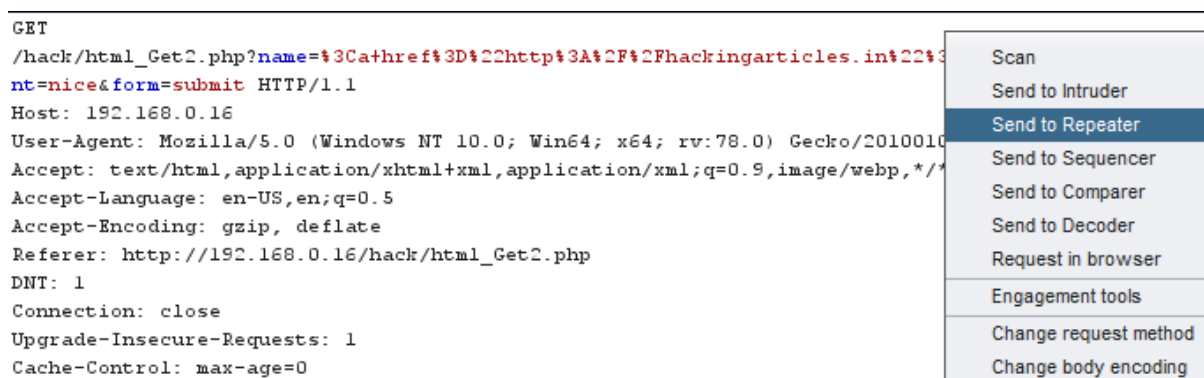 GET
/hack/html_Get2.php?name=%3Ca+href%3D%22http%3A%2F%2Fhackingarticles.in%22%3
nt=nice&form=submit HTTP/1.1
Host: 192.168.0.16
User-Agent: Mozilla/5.0 (Windows NT 10.0; Win64; x64; rv:78.0) Gecko/2010010
Accept: text/html,application/xhtml+xml,application/xml;q=0.9,image/webp,*/*
Accept-Language: en-US,en;q=0.5
Accept-Encoding: gzip, deflate
Referer: http://192.168.0.16/hack/html_Get2.php
DNT: 1
Connection: close
Upgrade-Insecure-Requests: 1
Cache-Control: max-age=0
Scan
Send to Intruder
Send to Repeater
Send to Sequencer
Send to Comparer
Send to Decoder
Request in browser
Engagement tools
Change request method
Change body encoding